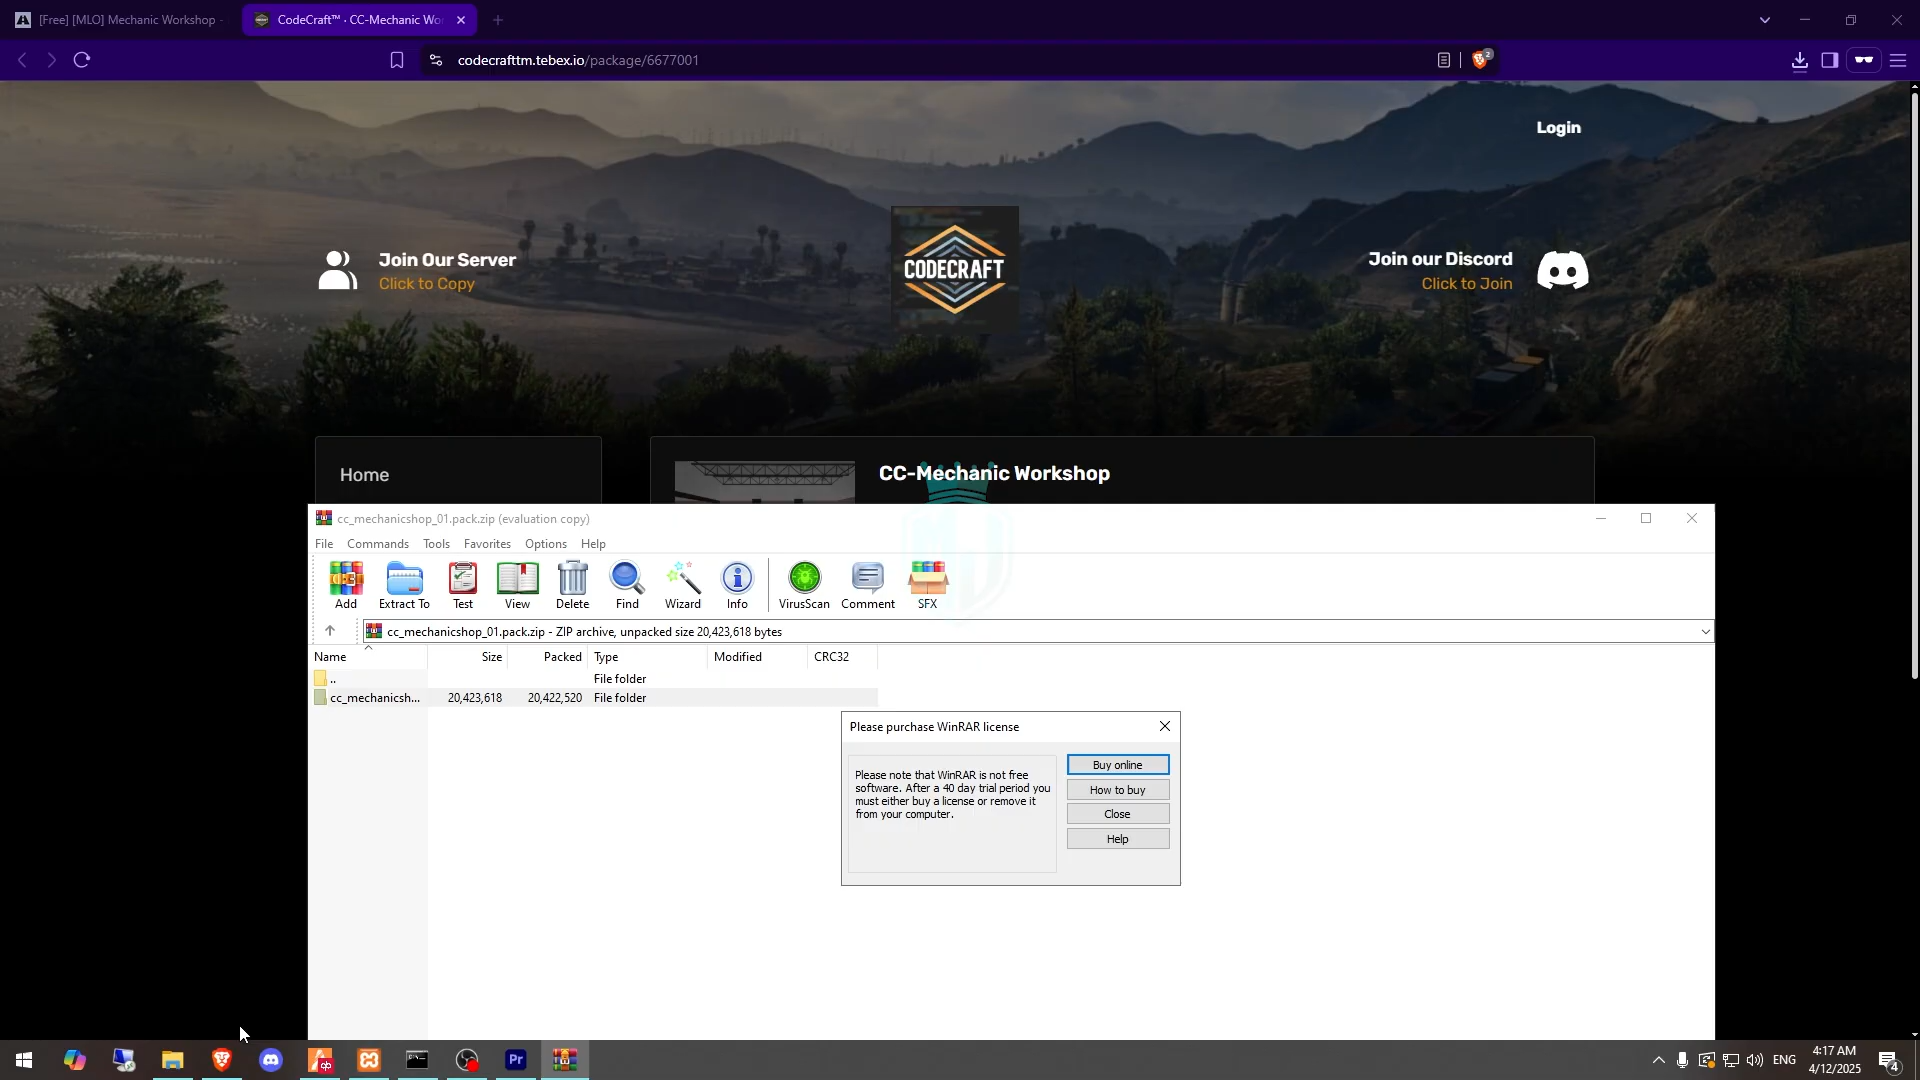 [Free] [MLO] Mechanic Workshop -
CodeCraft™ · CC-Mechanic Wo
codecrafttm.tebex.io/package/6677001
2
Login
Join Our Server
Click to Copy
CODECRAFT
Join our Discord
Click to Join
Home
CC-Mechanic Workshop
cc_mechanicshop_01.pack.zip (evaluation copy)
File Commands Tools Favorites Options Help
Add Extract To Test View Delete Find Wizard Info VirusScan Comment SFX
cc_mechanicshop_01.pack.zip - ZIP archive, unpacked size 20,423,618 bytes
Name Size Packed Type Modified CRC32
.. File folder
cc_mechanicsh... 20,423,618 20,422,520 File folder
Please purchase WinRAR license
Please note that WinRAR is not free
software. After a 40 day trial period you
must either buy a license or remove it
from your computer.
Buy online
How to buy
Close
Help
qb
Pr
ENG
4:17 AM
4/12/2025
4